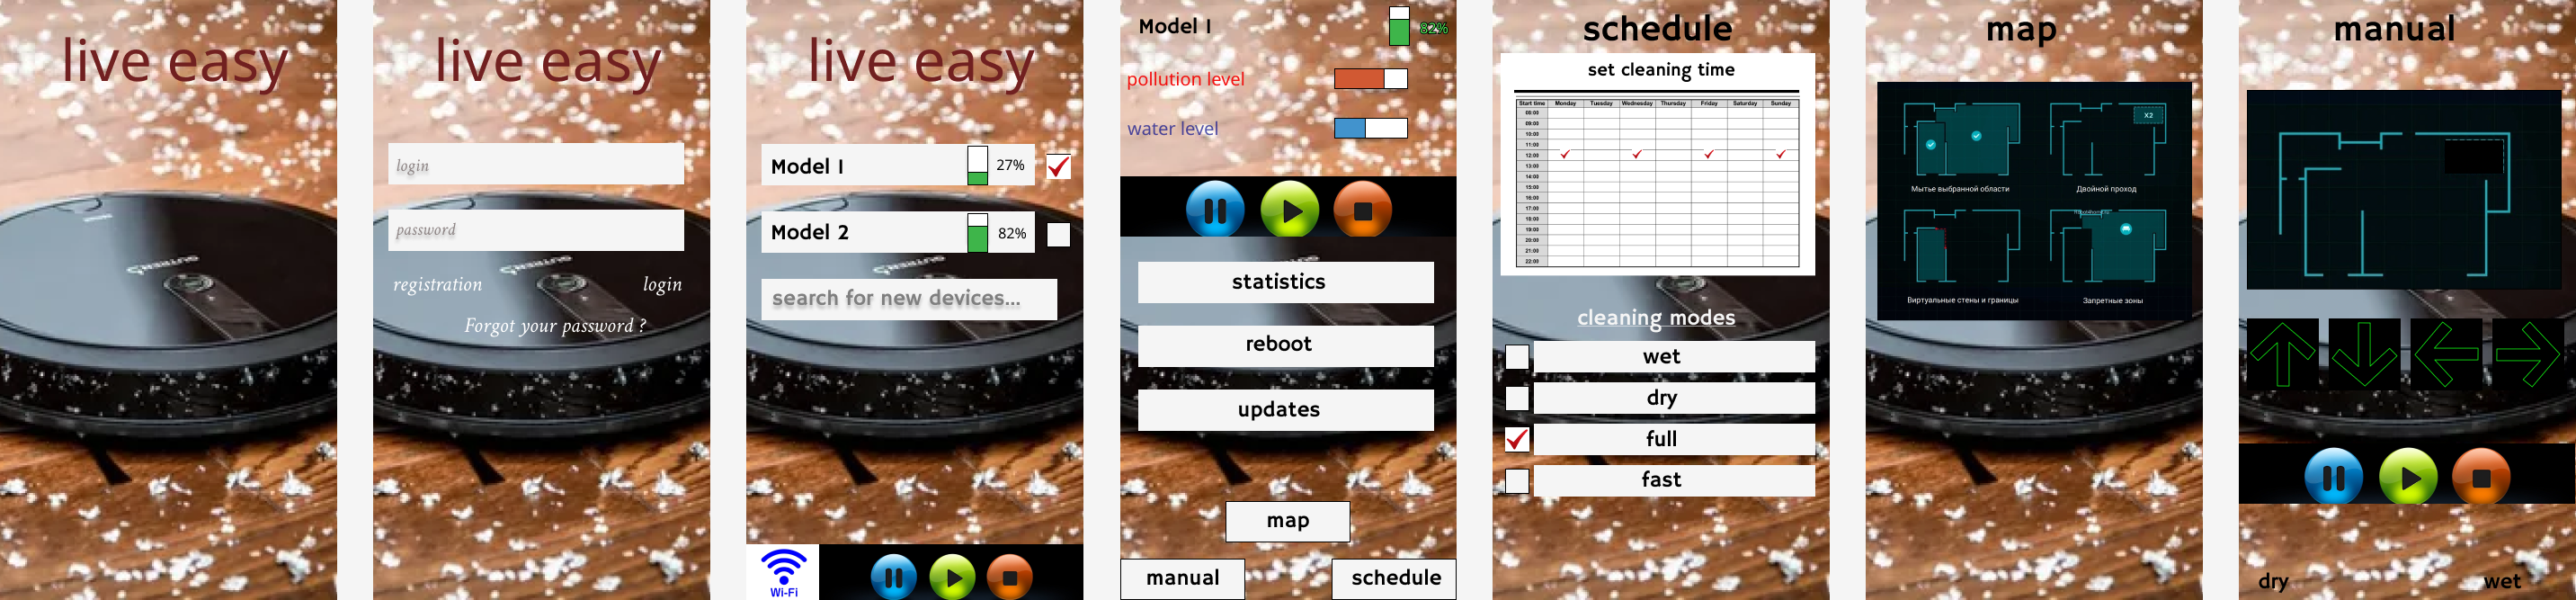 live easy
live easy
login
password
registration
login
Forgot your password ?
live easy
Model 1
27%
Model 2
82%
search for new devices...
Wi-Fi
Model 1
82%
pollution level
water level
statistics
reboot
updates
map
manual
schedule
schedule
set cleaning time
Start time Monday Tuesday Wednesday Thursday Friday Saturday Sunday
08:00
09:00
10:00
11:00
12:00
13:00
14:00
15:00
16:00
17:00
18:00
19:00
20:00
21:00
22:00
cleaning modes
wet
dry
full
fast
map
X2
Мытье выбранной области
Двойной проход
Виртуальные стены и границы
Запретные зоны
manual
dry
wet